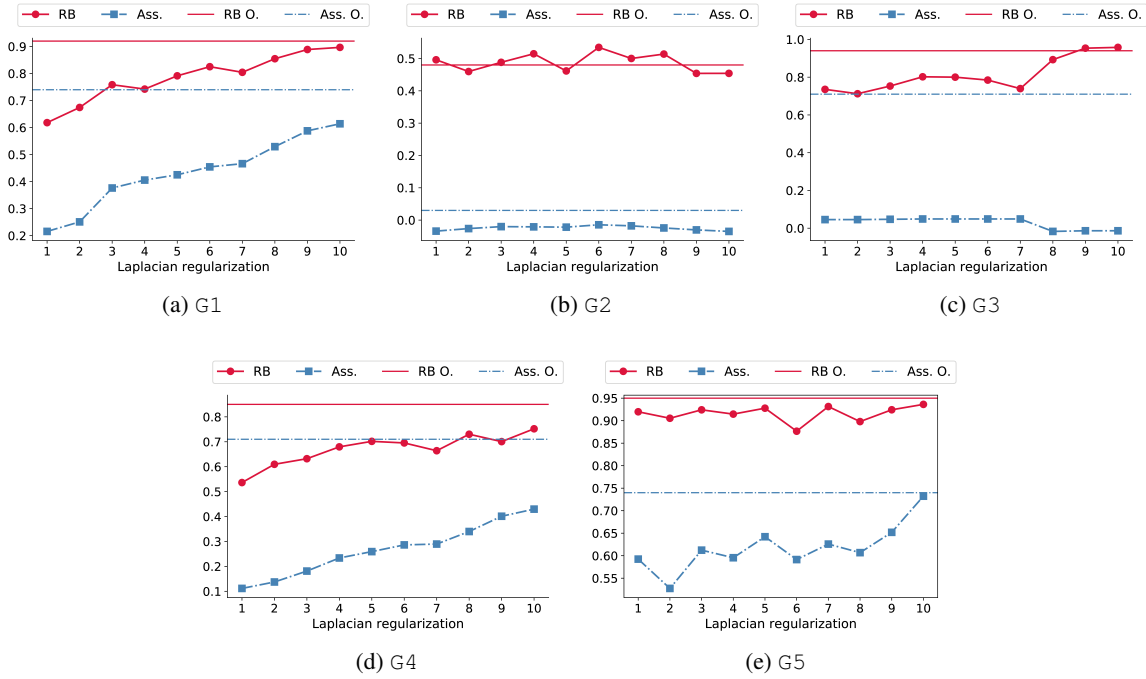 RB Ass. RB O. Ass. O.
0.9
0.8
0.7
0.6
0.5
0.4
0.3
0.2
1 2 3 4 5 6 7 8 9 10
Laplacian regularization
(a) G1
RB Ass. RB O. Ass. O.
0.5
0.4
0.3
0.2
0.1
0.0
1 2 3 4 5 6 7 8 9 10
Laplacian regularization
(b) G2
RB Ass. RB O. Ass. O.
1.0
0.8
0.6
0.4
0.2
0.0
1 2 3 4 5 6 7 8 9 10
Laplacian regularization
(c) G3
RB Ass. RB O. Ass. O.
0.8
0.7
0.6
0.5
0.4
0.3
0.2
0.1
1 2 3 4 5 6 7 8 9 10
Laplacian regularization
(d) G4
RB Ass. RB O. Ass. O.
0.95
0.90
0.85
0.80
0.75
0.70
0.65
0.60
0.55
1 2 3 4 5 6 7 8 9 10
Laplacian regularization
(e) G5